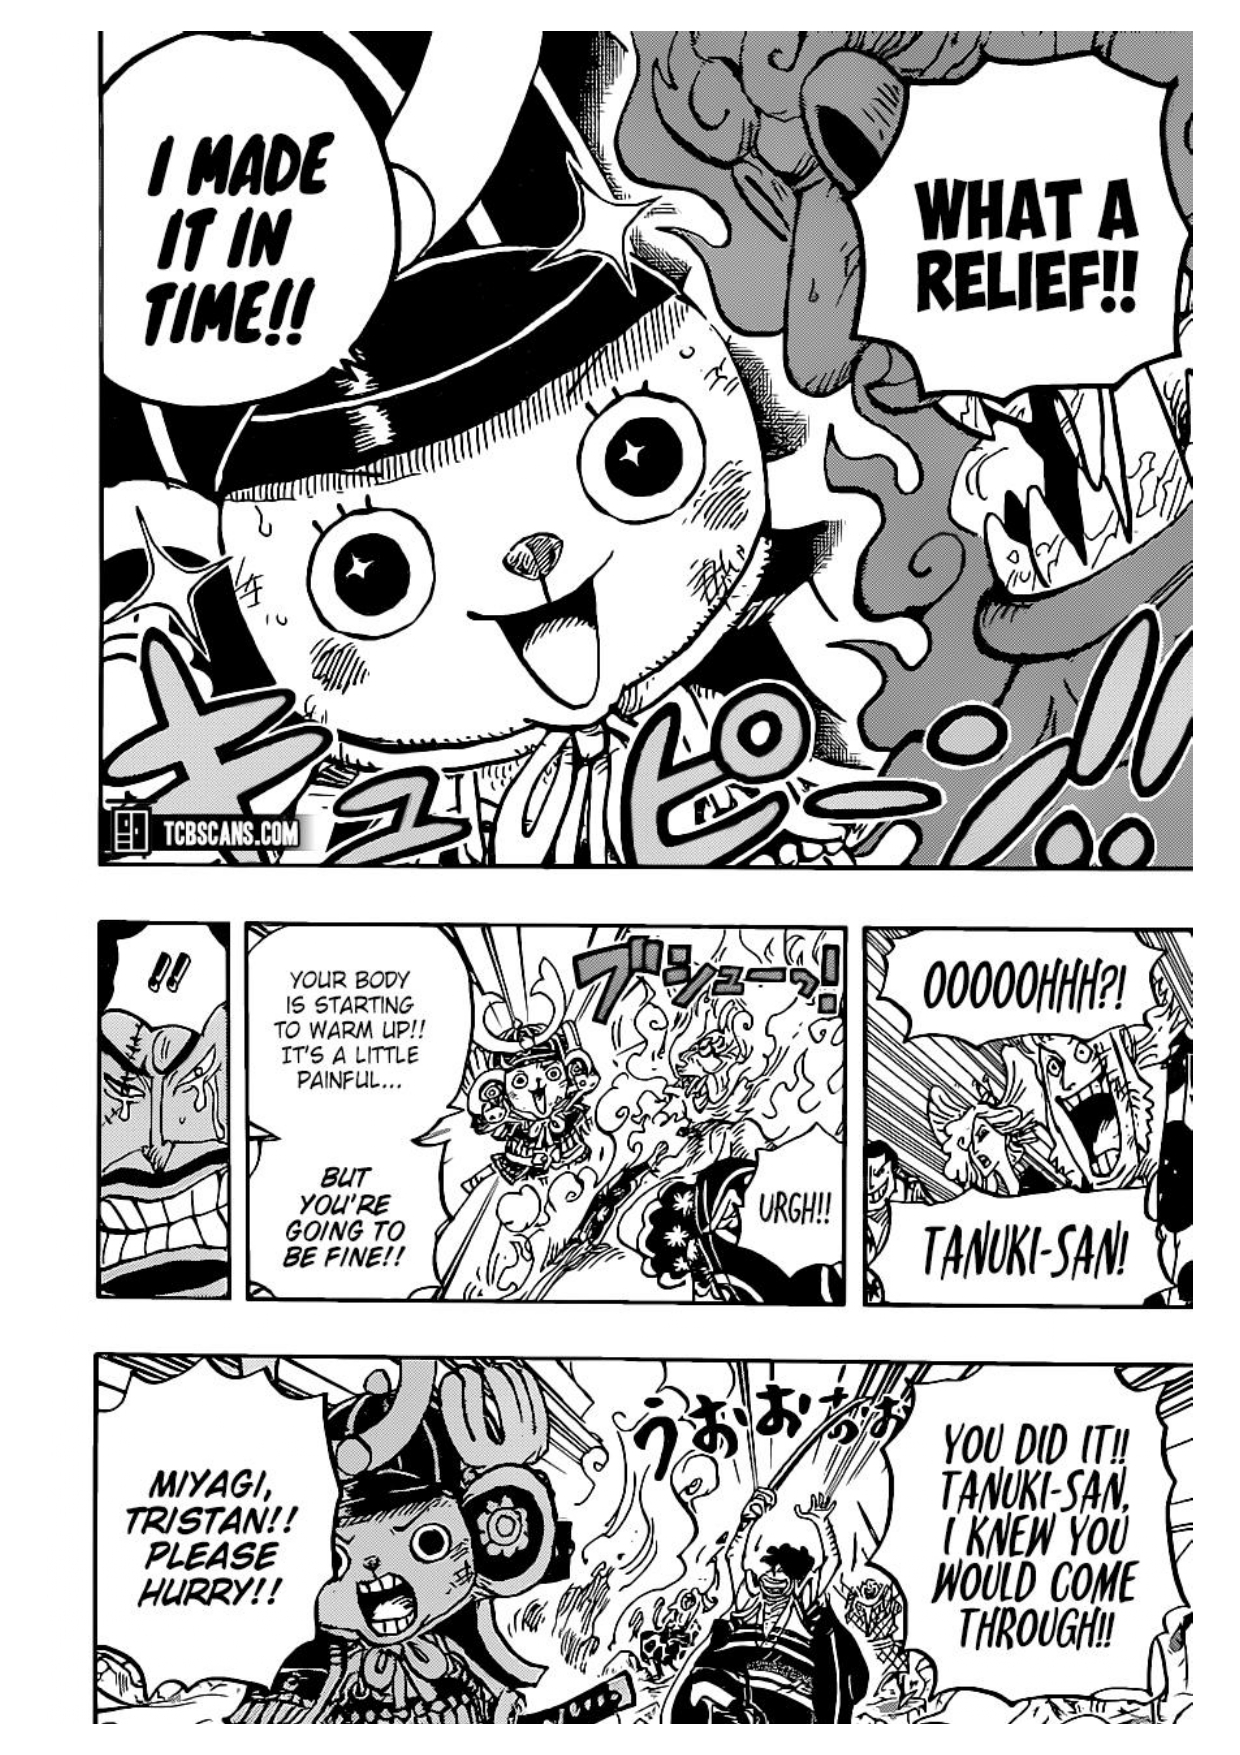 WHAT A
RELIEF!!
I MADE
IT IN
TIME!!
キュピーン!!
TCBSCANS.COM
OOOOOHHH?!
TANUKI-SAN!
ブシューっ!
URGH!!
YOUR BODY
IS STARTING
TO WARM UP!!
IT'S A LITTLE
PAINFUL...
BUT
YOU'RE
GOING TO
BE FINE!!
!!
YOU DID IT!!
TANUKI-SAN,
I KNEW YOU
WOULD COME
THROUGH!!
うおおおお
MIYAGI,
TRISTAN!!
PLEASE
HURRY!!